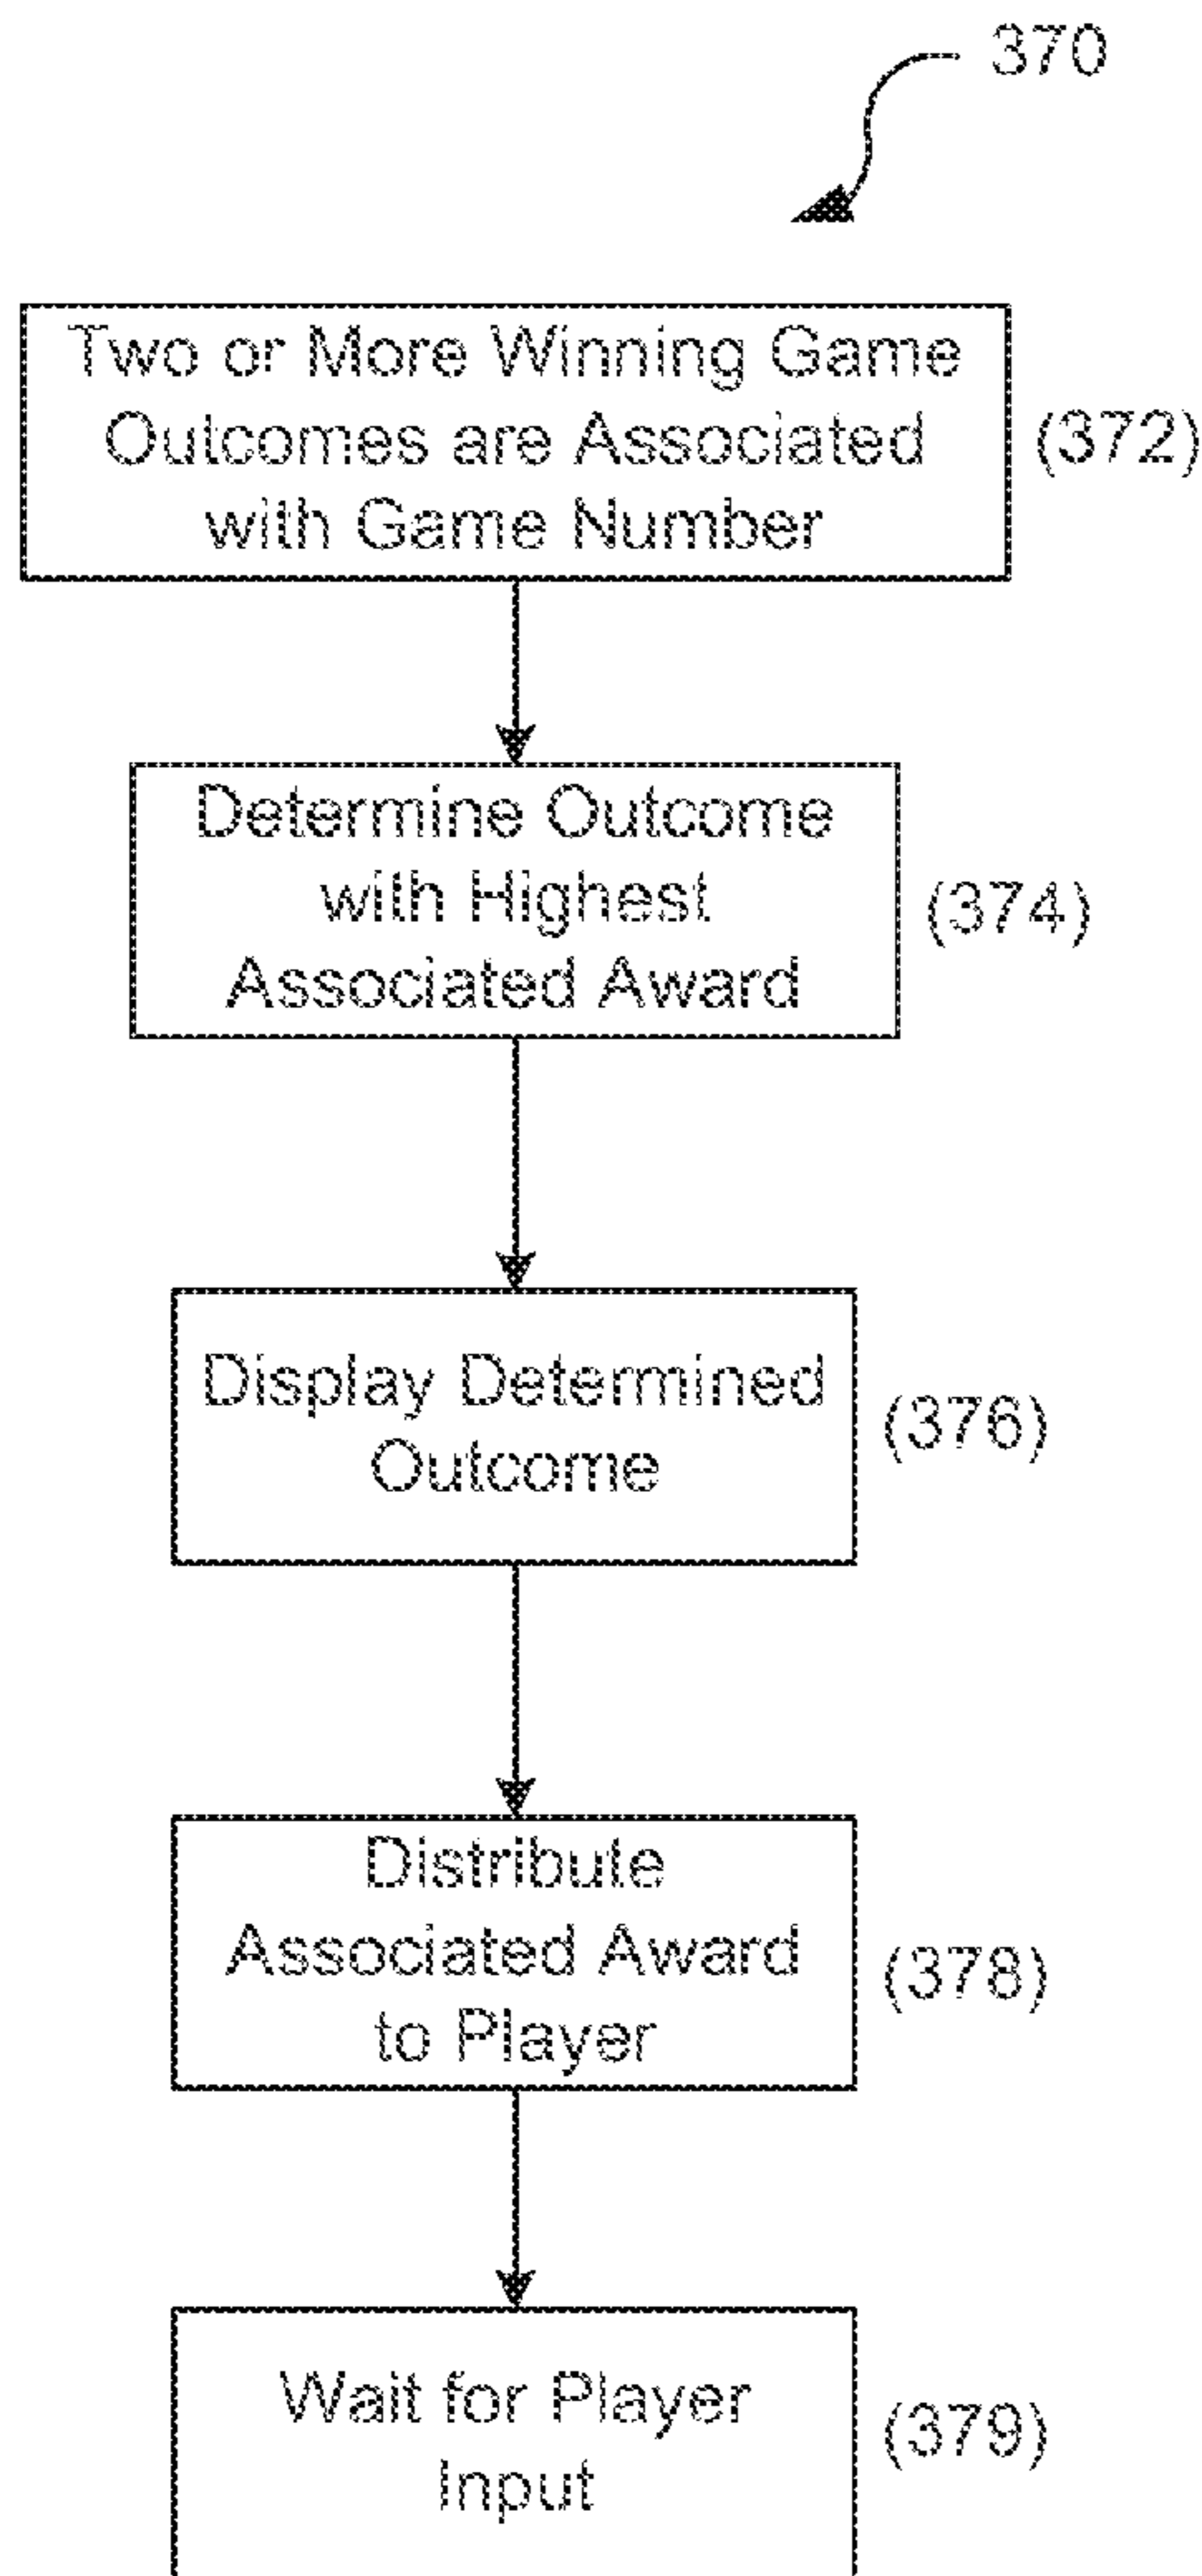 370
Two or More Winning Game
Outcomes are Associated
with Game Number
(372)
Determine Outcome
with Highest
Associated Award
(374)
Display Determined
Outcome
(376)
Distribute
Associated Award
to Player
(378)
Wait for Player
Input
(379)